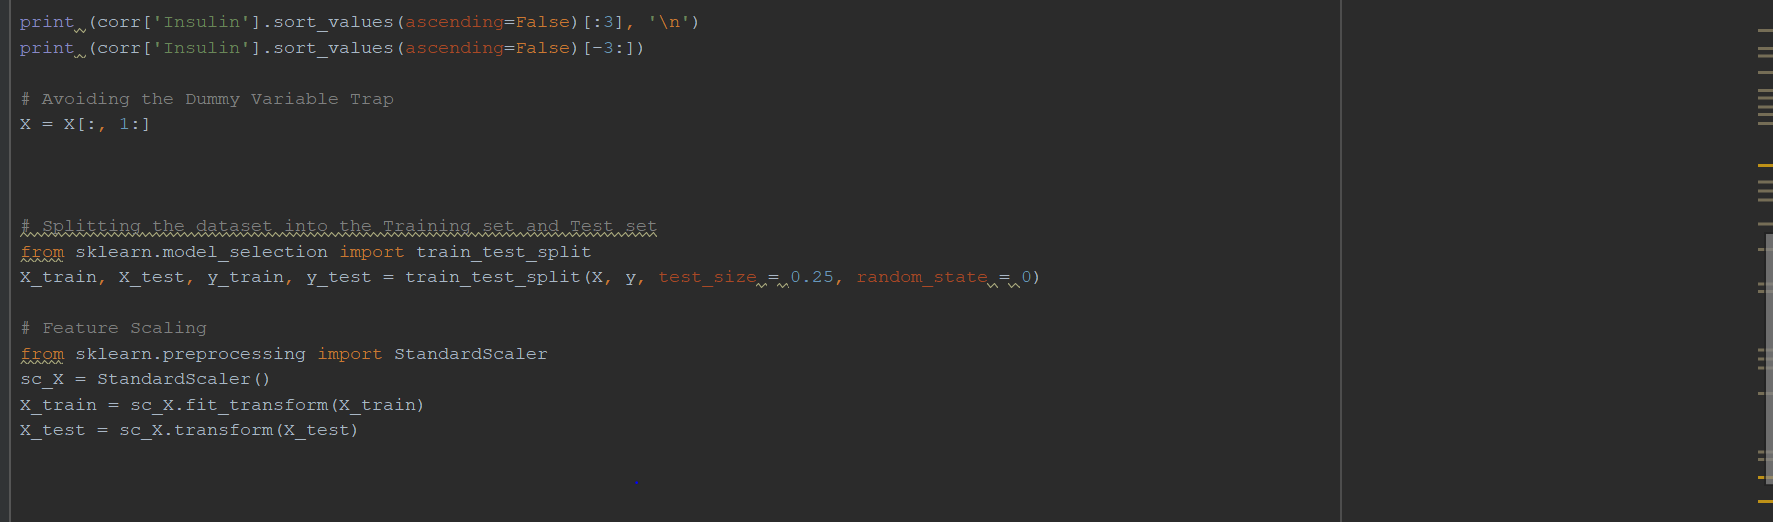 print (corr['Insulin'].sort_values(ascending=False)[:3], '\n')
print (corr['Insulin'].sort_values(ascending=False)[-3:])
# Avoiding the Dummy Variable Trap
X = X[:, 1:]
# Splitting the dataset into the Training set and Test set
from sklearn.model_selection import train_test_split
X_train, X_test, y_train, y_test = train_test_split(X, y, test_size = 0.25, random_state = 0)
# Feature Scaling
from sklearn.preprocessing import StandardScaler
sc_X = StandardScaler()
X_train = sc_X.fit_transform(X_train)
X_test = sc_X.transform(X_test)